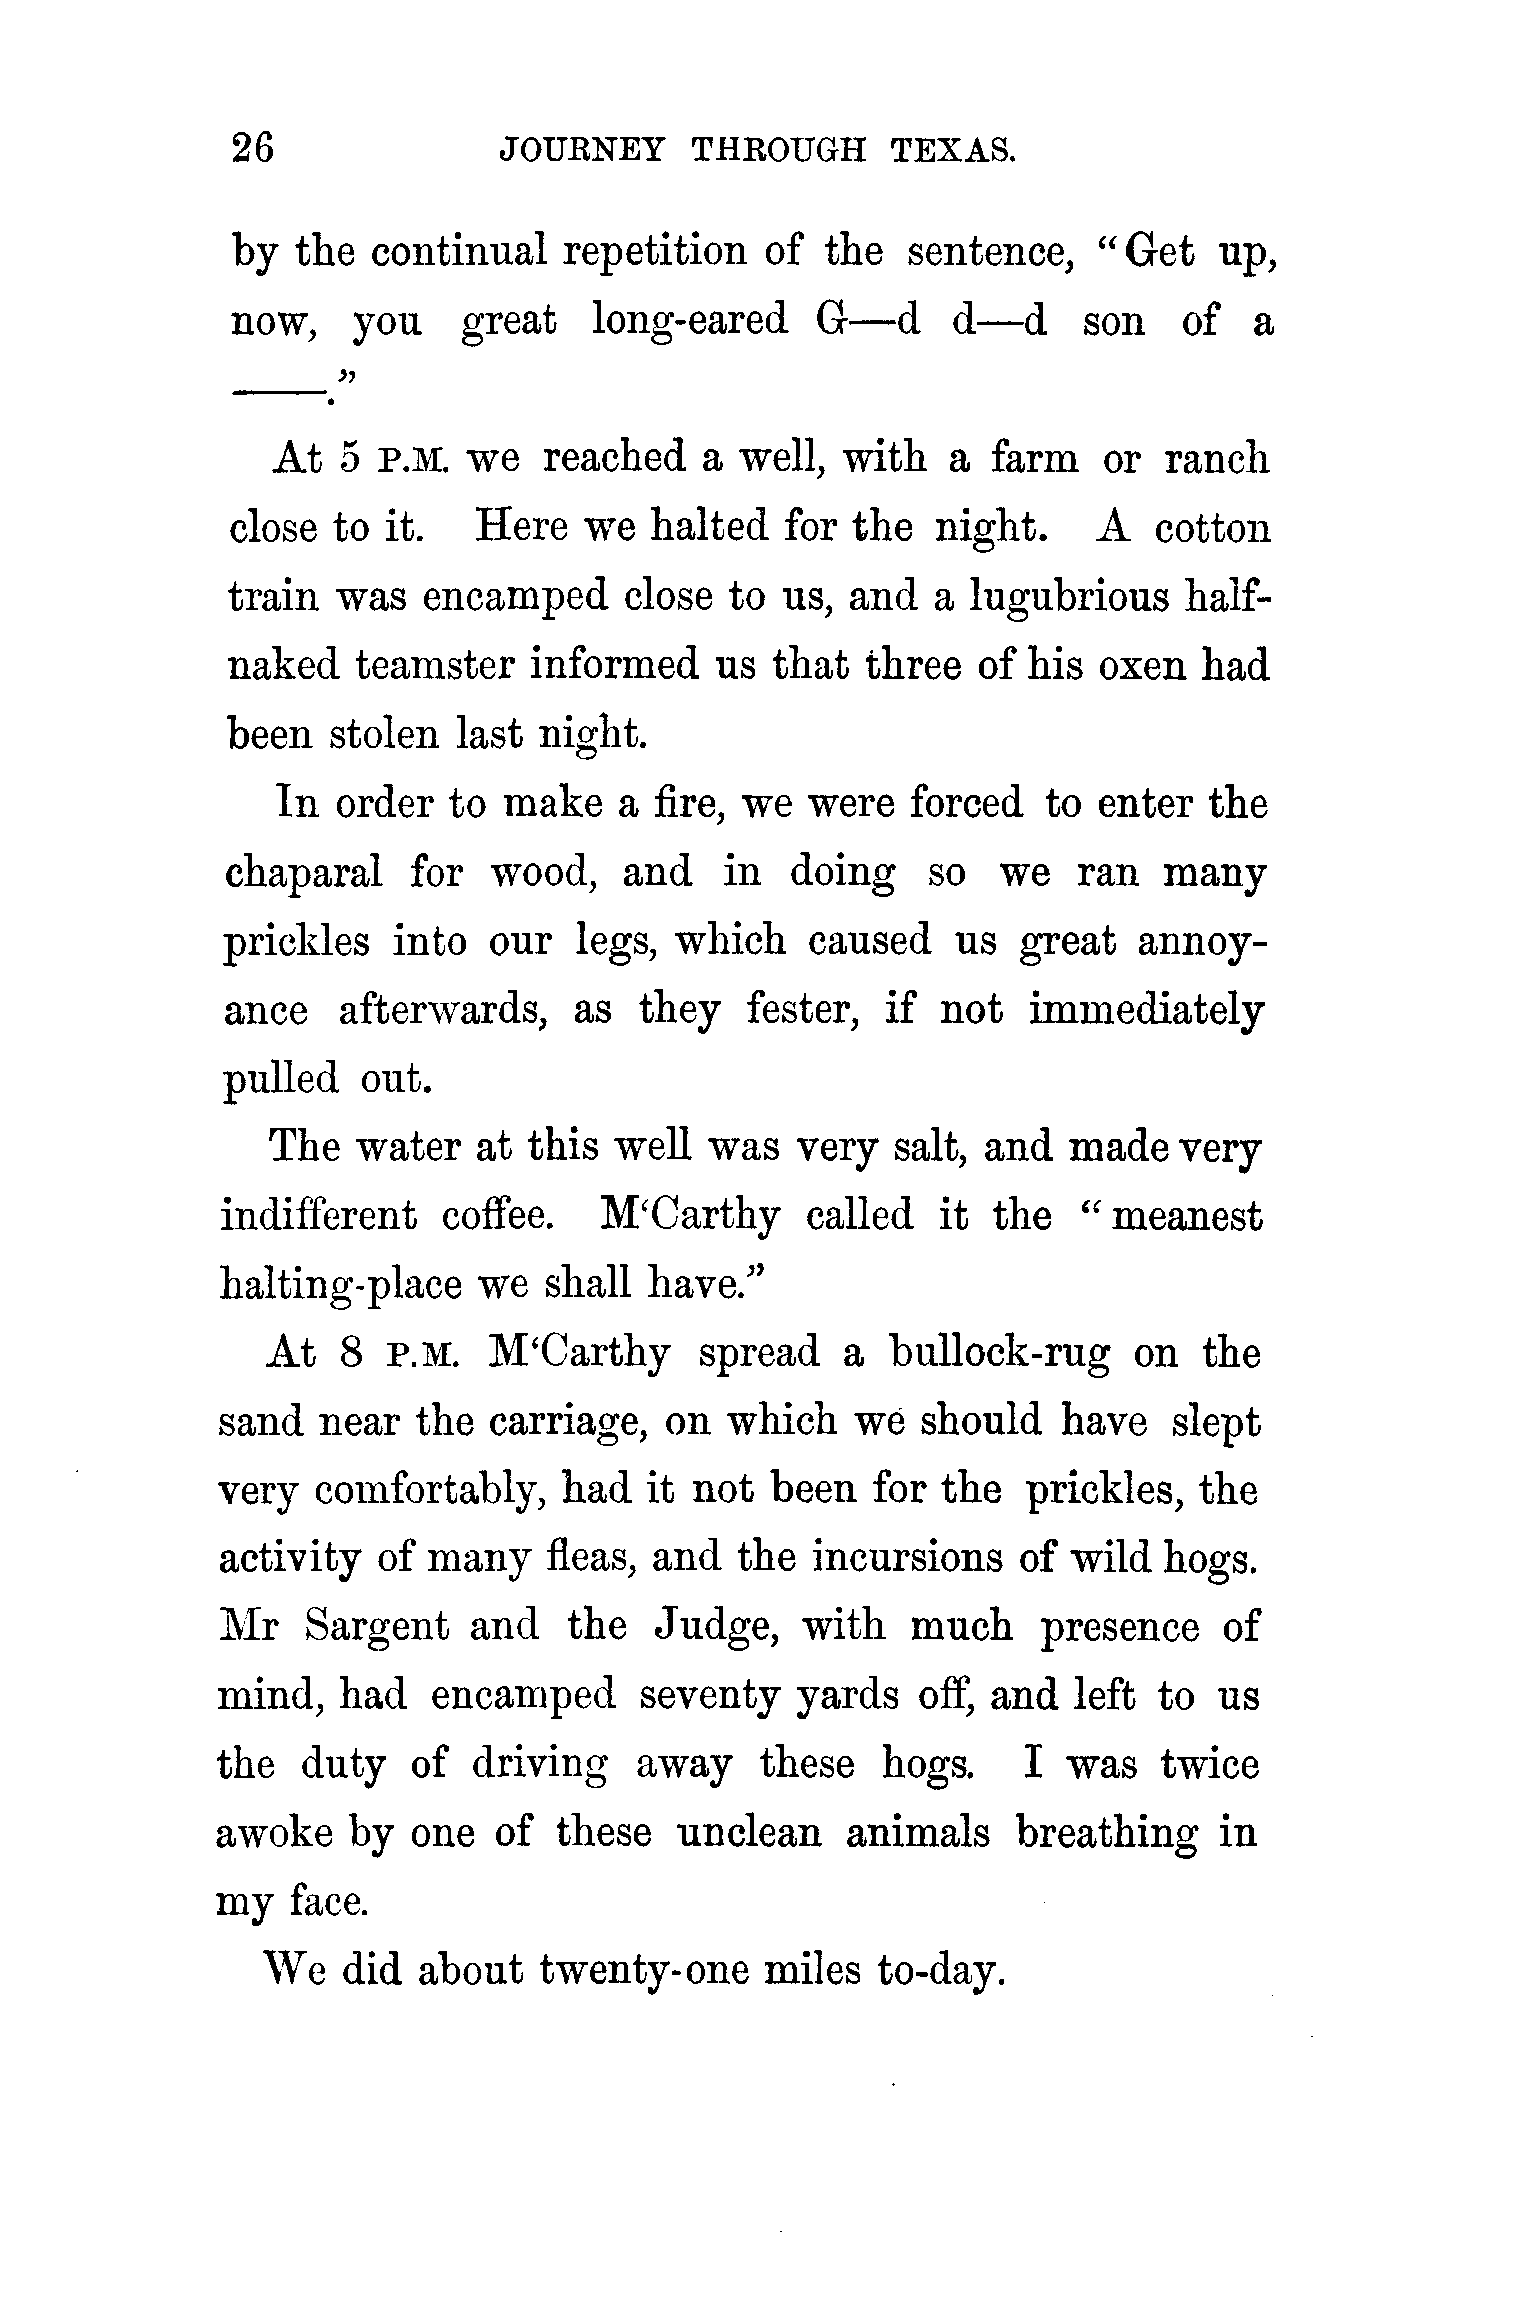 26 JOURNEY THROUGH TEXAS.
by the continual repetition of the sentence, “Get up,
now, you great long-eared G—d d—d son of a
——.”
At 5 P.M. we reached a well, with a farm or ranch
close to it. Here we halted for the night. A cotton
train was encamped close to us, and a lugubrious half-
naked teamster informed us that three of his oxen had
been stolen last night.
In order to make a fire, we were forced to enter the
chaparal for wood, and in doing so we ran many
prickles into our legs, which caused us great annoy-
ance afterwards, as they fester, if not immediately
pulled out.
The water at this well was very salt, and made very
indifferent coffee. M‘Carthy called it the “meanest
halting-place we shall have.”
At 8 P.M. M‘Carthy spread a bullock-rug on the
sand near the carriage, on which we should have slept
very comfortably, had it not been for the prickles, the
activity of many fleas, and the incursions of wild hogs.
Mr Sargent and the Judge, with much presence of
mind, had encamped seventy yards off, and left to us
the duty of driving away these hogs. I was twice
awoke by one of these unclean animals breathing in
my face.
We did about twenty-one miles to-day.